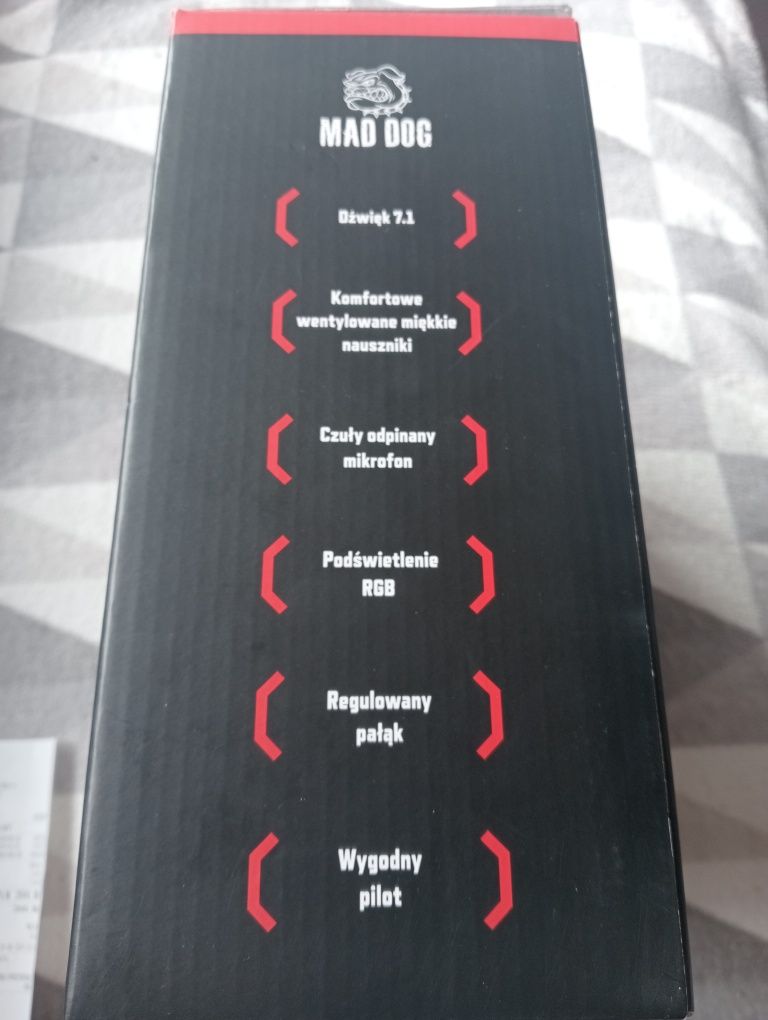 MAD DOG
Dźwięk 7.1
Komfortowe
wentylowane miękkie
nauszniki
Czuły odpinany
mikrofon
Podświetlenie
RGB
Regulowany
pałąk
Wygodny
pilot